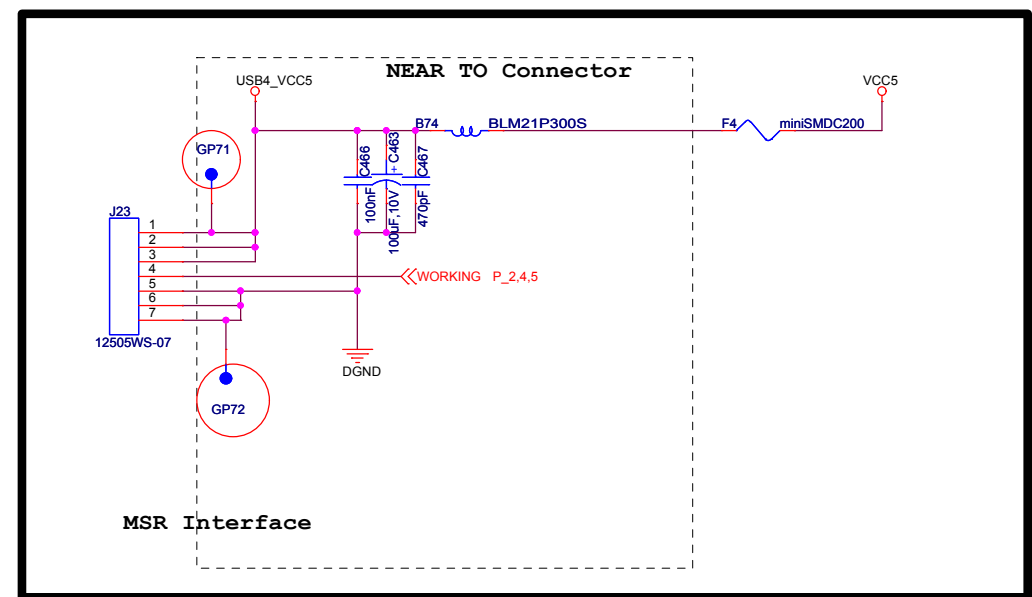 NEAR TO Connector
USB4_VCC5
VCC5
B74
BLM21P300S
F4
miniSMDC200
GP71
C466
100nF
+
C463
100uF,10V
C467
470pF
J23
1
2
3
4
5
6
7
WORKING P_2,4,5
12505WS-07
DGND
GP72
MSR Interface